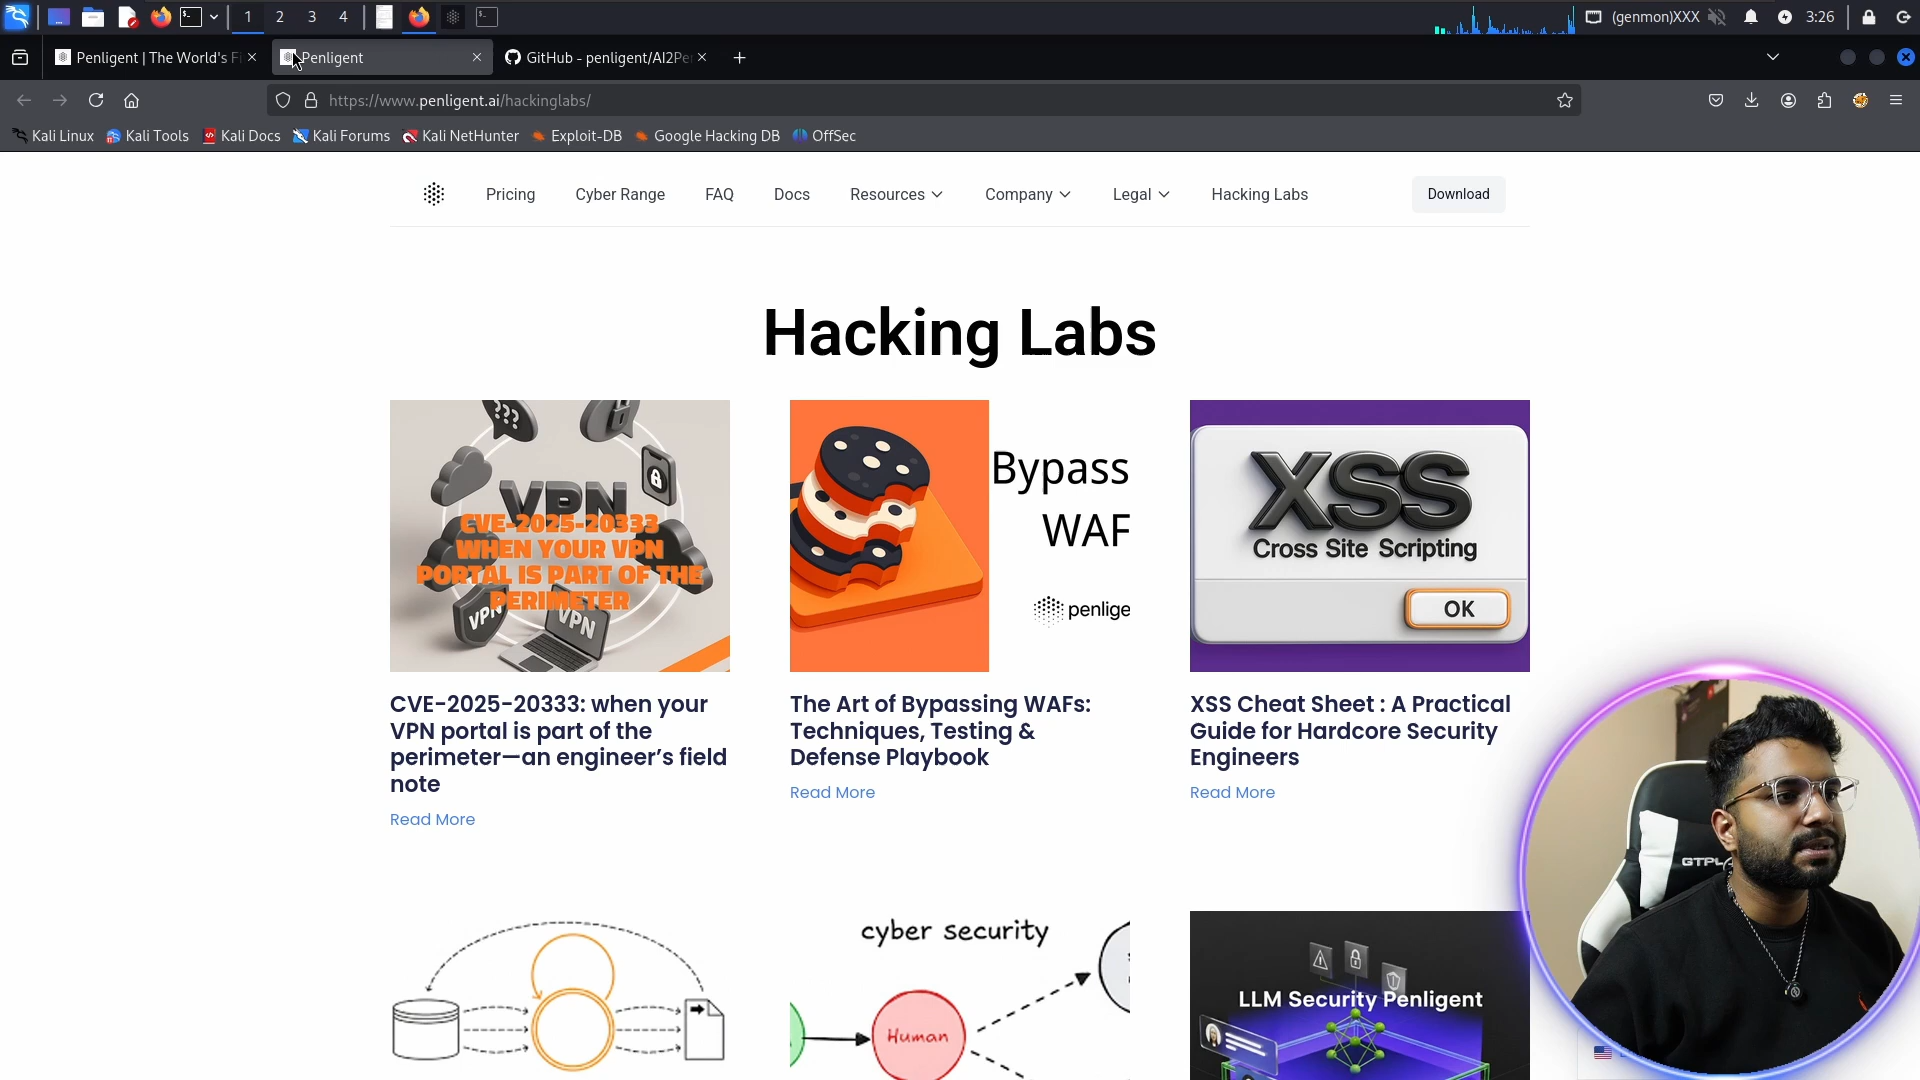 1 2 3 4 (genmon)XXX 3:26
Penligent | The World's Fi
Penligent
GitHub - penligent/AI2Pe
https://www.penligent.ai/hackinglabs/
Kali Linux Kali Tools Kali Docs Kali Forums Kali NetHunter Exploit-DB Google Hacking DB OffSec
Pricing Cyber Range FAQ Docs Resources Company Legal Hacking Labs Download
Hacking Labs
???
VPN
CVE-2025-20333
WHEN YOUR VPN
PORTAL IS PART OF THE
PERIMETER
VPN
VPN
Bypass
WAF
penlige
XSS
Cross Site Scripting
OK
CVE-2025-20333: when your
VPN portal is part of the
perimeter—an engineer's field
note
Read More
The Art of Bypassing WAFs:
Techniques, Testing &
Defense Playbook
Read More
XSS Cheat Sheet : A Practical
Guide for Hardcore Security
Engineers
Read More
cyber security
Human
LLM Security Penligent